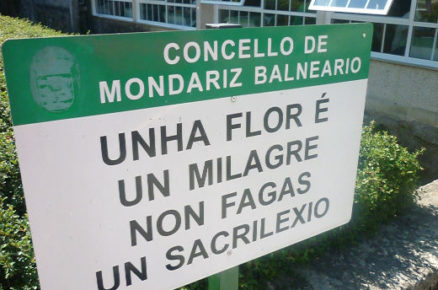 CONCELLO DE
MONDARIZ BALNEARIO
UNHA FLOR É
UN MILAGRE
NON FAGAS
UN SACRILEXIO